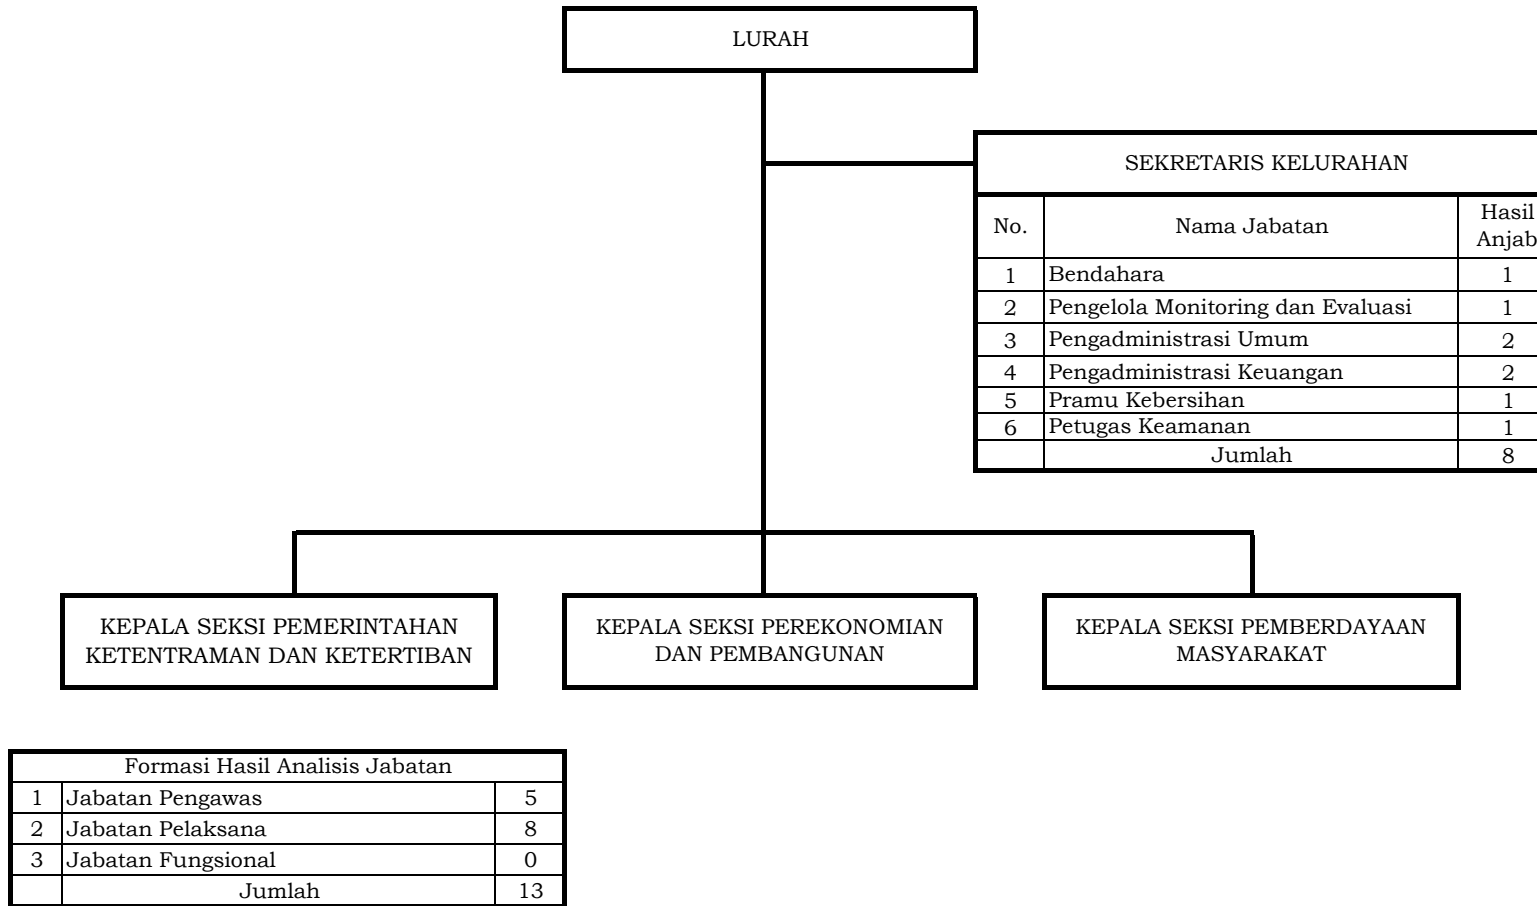 LURAH
SEKRETARIS KELURAHAN
No. Nama Jabatan Hasil Anjab
1 Bendahara 1
2 Pengelola Monitoring dan Evaluasi 1
3 Pengadministrasi Umum 2
4 Pengadministrasi Keuangan 2
5 Pramu Kebersihan 1
6 Petugas Keamanan 1
Jumlah 8
KEPALA SEKSI PEMERINTAHAN
KETENTRAMAN DAN KETERTIBAN
KEPALA SEKSI PEREKONOMIAN
DAN PEMBANGUNAN
KEPALA SEKSI PEMBERDAYAAN
MASYARAKAT
Formasi Hasil Analisis Jabatan
1 Jabatan Pengawas 5
2 Jabatan Pelaksana 8
3 Jabatan Fungsional 0
Jumlah 13